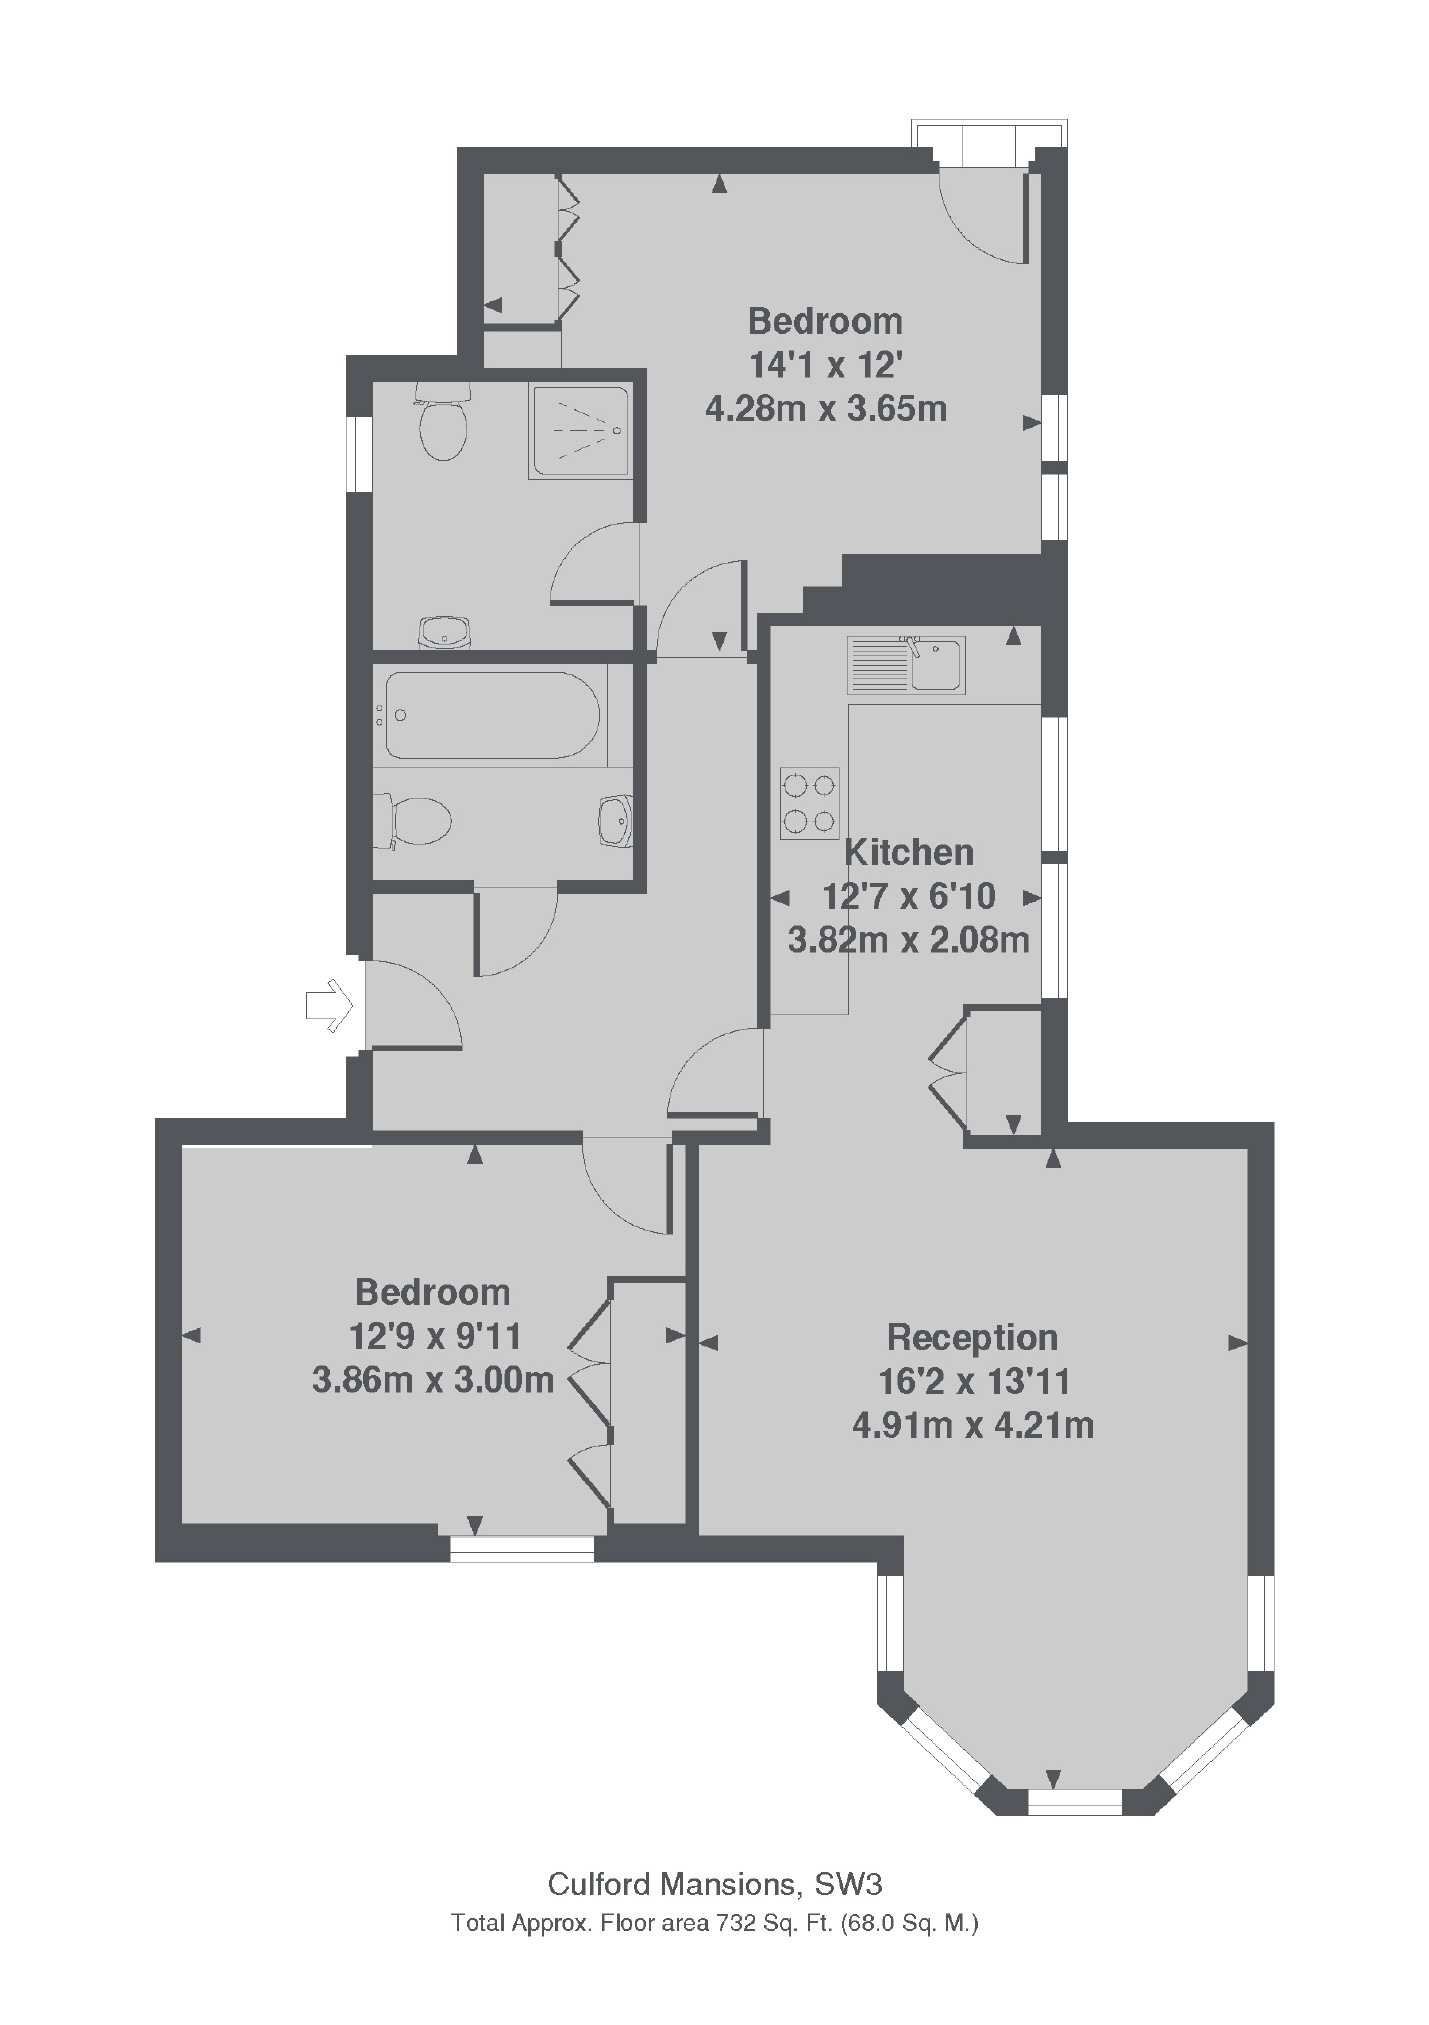 Bedroom
14'1 x 12'
4.28m x 3.65m
Kitchen
12'7 x 6'10
3.82m x 2.08m
Bedroom
12'9 x 9'11
3.86m x 3.00m
Reception
16'2 x 13'11
4.91m x 4.21m
Culford Mansions, SW3
Total Approx. Floor area 732 Sq. Ft. (68.0 Sq. M.)